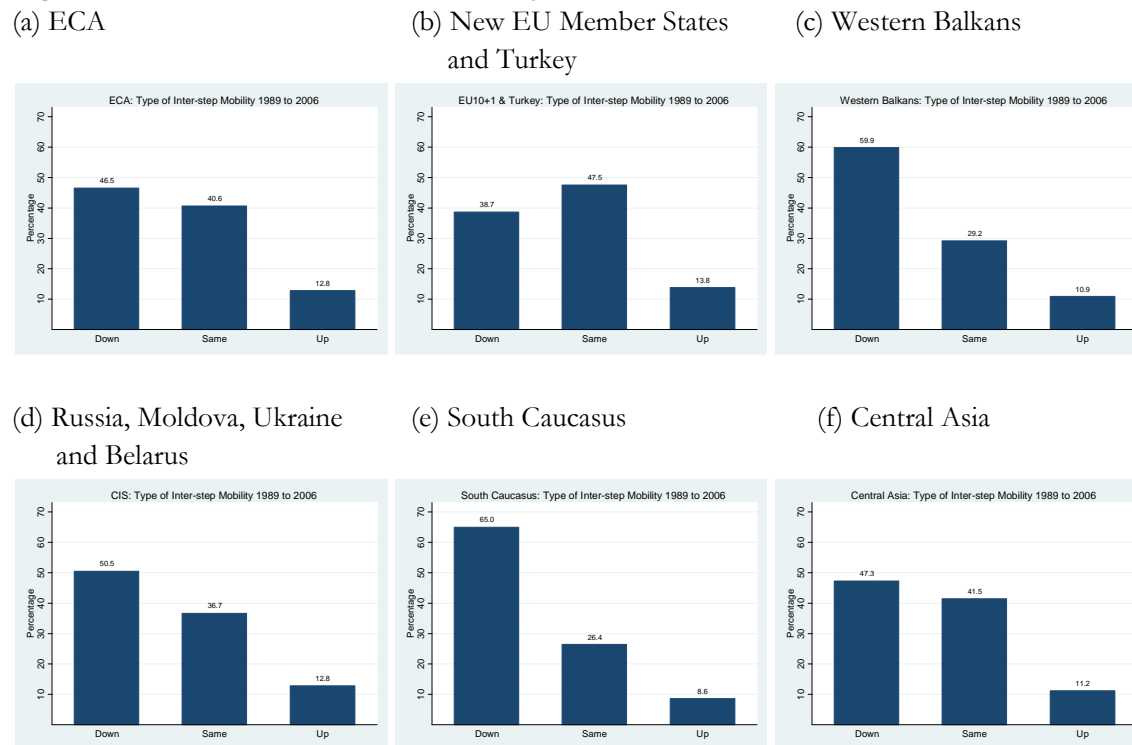 (a) ECA
(b) New EU Member States
and Turkey
(c) Western Balkans
ECA: Type of Inter-step Mobility 1989 to 2006
Percentage
70
60
50
40
30
20
10
46.5
40.6
12.8
Down Same Up
EU10+1 & Turkey: Type of Inter-step Mobility 1989 to 2006
Percentage
70
60
50
40
30
20
10
38.7
47.5
13.8
Down Same Up
Western Balkans: Type of Inter-step Mobility 1989 to 2006
Percentage
70
60
50
40
30
20
10
59.9
29.2
10.9
Down Same Up
(d) Russia, Moldova, Ukraine
and Belarus
(e) South Caucasus
(f) Central Asia
CIS: Type of Inter-step Mobility 1989 to 2006
Percentage
70
60
50
40
30
20
10
50.5
36.7
12.8
Down Same Up
South Caucasus: Type of Inter-step Mobility 1989 to 2006
Percentage
70
60
50
40
30
20
10
65.0
26.4
8.6
Down Same Up
Central Asia: Type of Inter-step Mobility 1989 to 2006
Percentage
70
60
50
40
30
20
10
47.3
41.5
11.2
Down Same Up